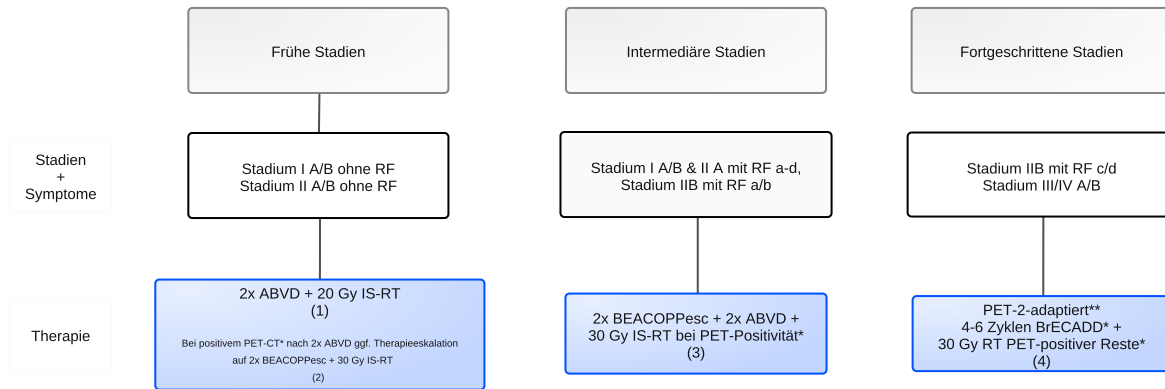 Frühe Stadien
Intermediäre Stadien
Fortgeschrittene Stadien
Stadien
+
Symptome
Stadium I A/B ohne RF
Stadium II A/B ohne RF
Stadium I A/B & II A mit RF a-d,
Stadium IIB mit RF a/b
Stadium IIB mit RF c/d
Stadium III/IV A/B
Therapie
2x ABVD + 20 Gy IS-RT
(1)
Bei positivem PET-CT* nach 2x ABVD ggf. Therapieeskalation
auf 2x BEACOPPesc + 30 Gy IS-RT
(2)
2x BEACOPPesc + 2x ABVD +
30 Gy IS-RT bei PET-Positivität*
(3)
PET-2-adaptiert**
4-6 Zyklen BrECADD* +
30 Gy RT PET-positiver Reste*
(4)